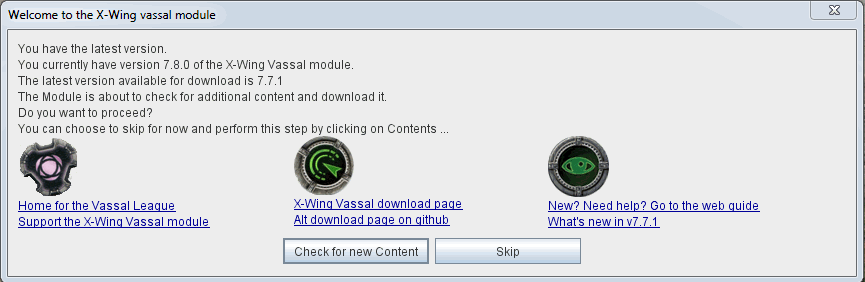 Welcome to the X-Wing vassal module
You have the latest version.
You currently have version 7.8.0 of the X-Wing Vassal module.
The latest version available for download is 7.7.1
The Module is about to check for additional content and download it.
Do you want to proceed?
You can choose to skip for now and perform this step by clicking on Contents ...
Home for the Vassal League
Support the X-Wing Vassal module
X-Wing Vassal download page
Alt download page on github
New? Need help? Go to the web guide
What's new in v7.7.1
Check for new Content
Skip